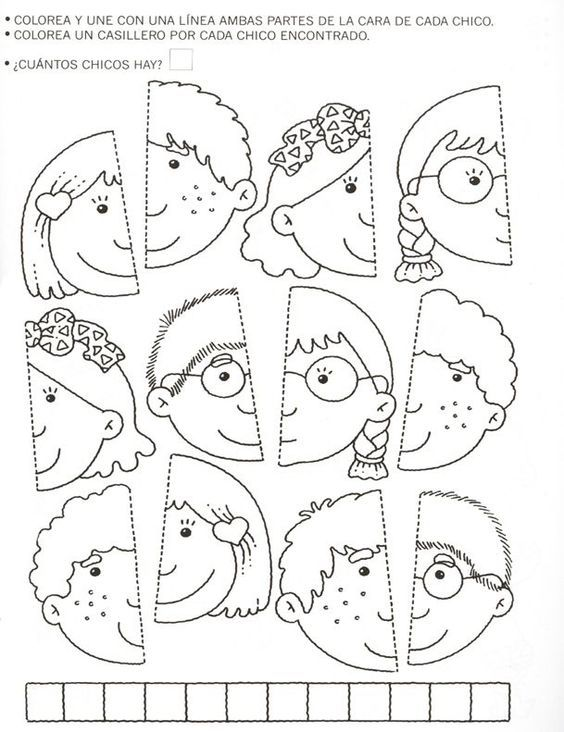 • COLOREA Y UNE CON UNA LÍNEA AMBAS PARTES DE LA CARA DE CADA CHICO.
• COLOREA UN CASILLERO POR CADA CHICO ENCONTRADO.
• ¿CUÁNTOS CHICOS HAY?